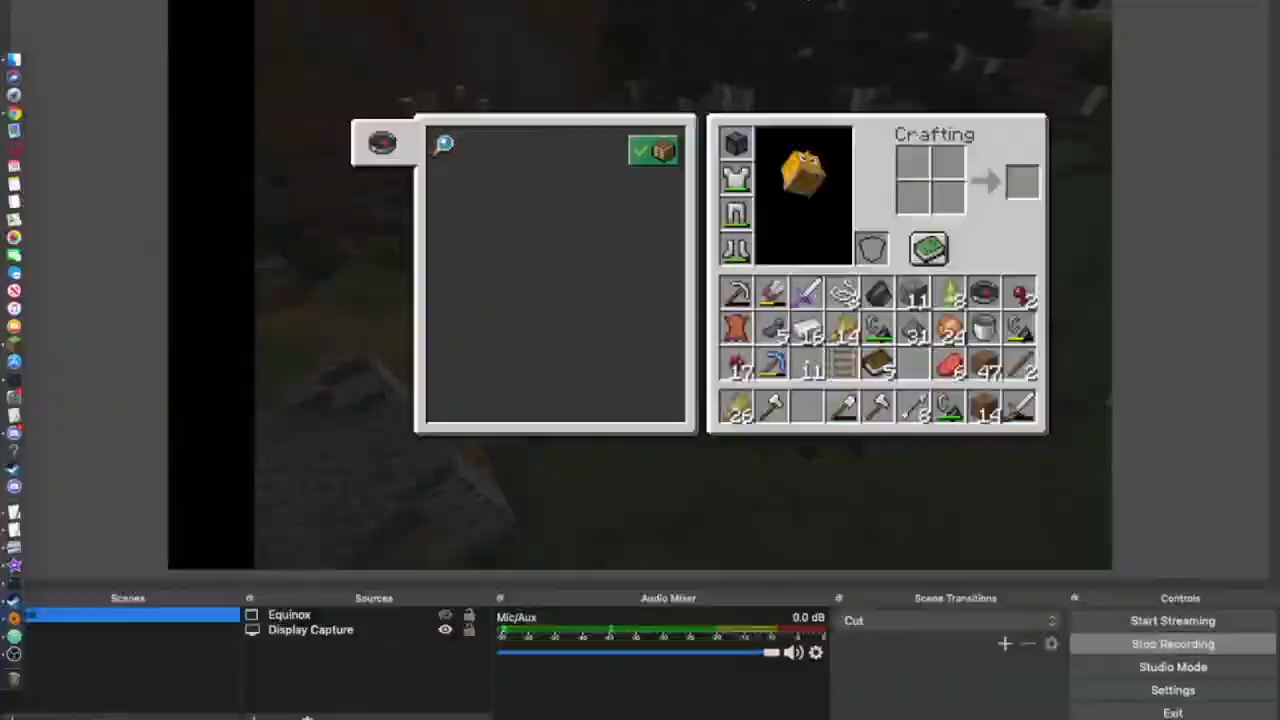 Crafting
11
8
2
5
16
14
31
24
17
11
5
6
47
2
26
8
14
Scenes
Sources
Audio Mixer
Scene Transitions
Controls
Equinox
Display Capture
Mic/Aux
0.0 dB
Cut
Start Streaming
Stop Recording
Studio Mode
Settings
Exit